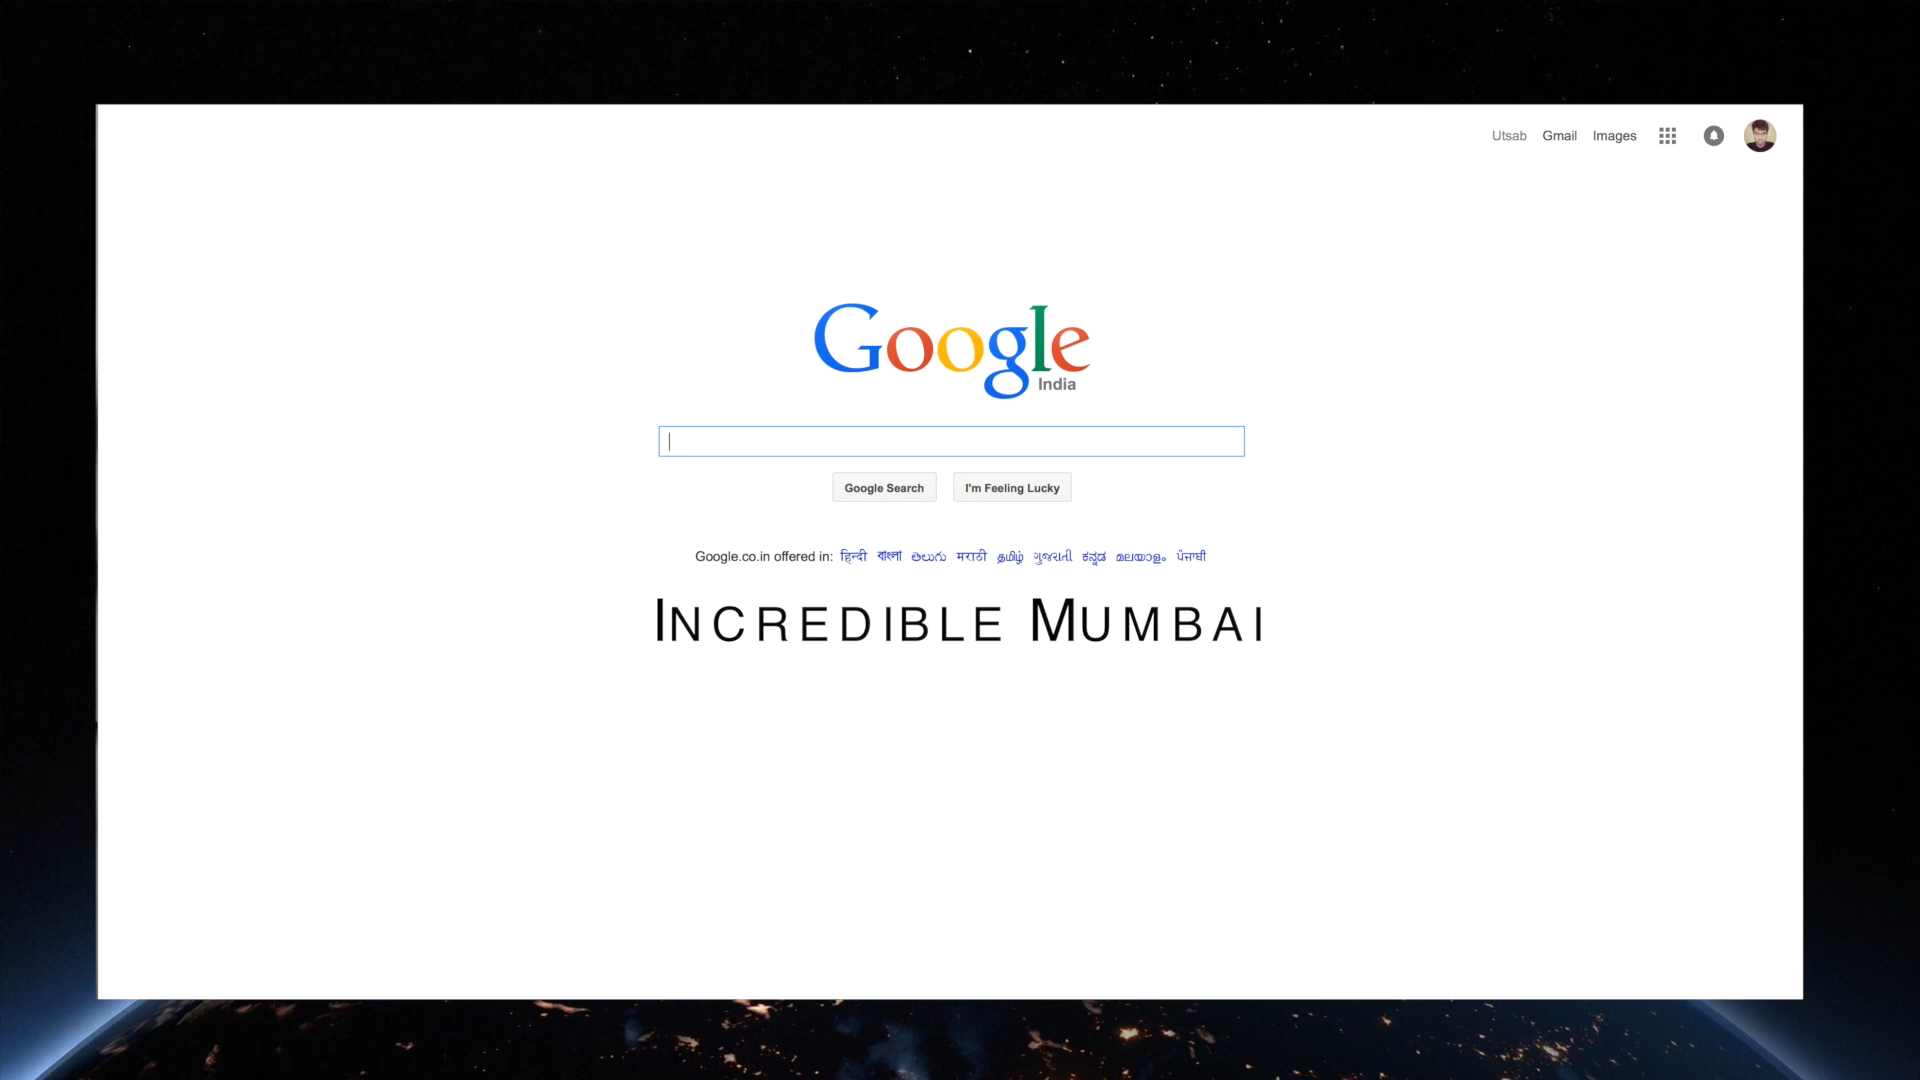 Utsab Gmail Images
Google
India
Google Search I'm Feeling Lucky
Google.co.in offered in: हिन्दी বাংলা తెలుగు मराठी தமிழ் ગુજરાતી ಕನ್ನಡ മലയാളം ਪੰਜਾਬੀ
INCREDIBLE MUMBAI